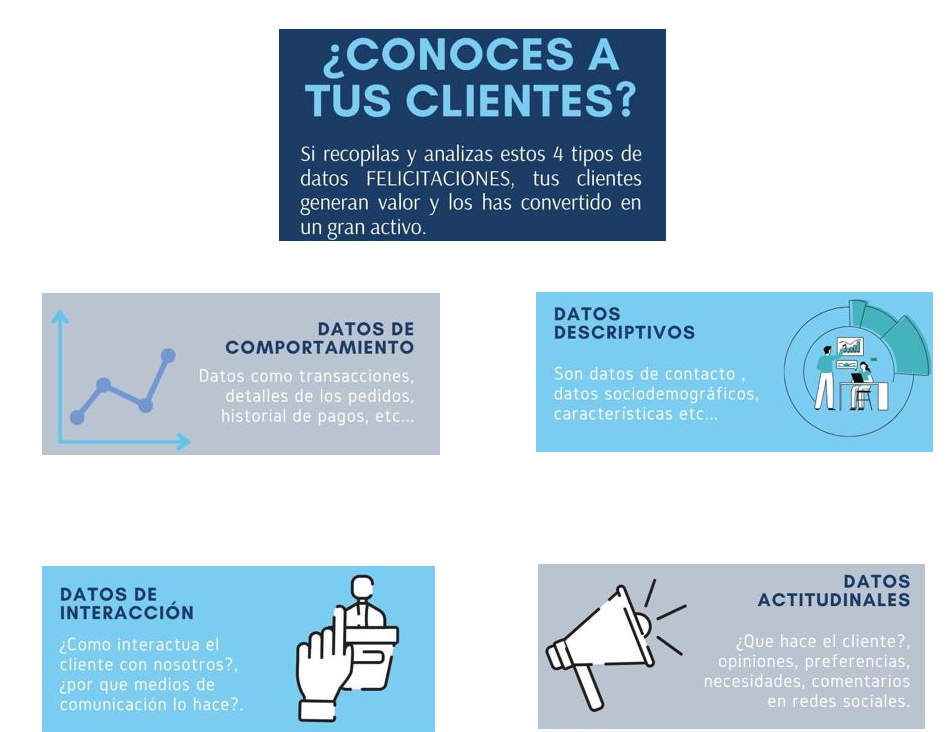 ¿CONOCES A
TUS CLIENTES?
Si recopilas y analizas estos 4 tipos de
datos FELICITACIONES, tus clientes
generan valor y los has convertido en
un gran activo.
DATOS DE
COMPORTAMIENTO
Datos como transacciones,
detalles de los pedidos,
historial de pagos, etc...
DATOS
DESCRIPTIVOS
Son datos de contacto ,
datos sociodemográficos,
características etc...
DATOS DE
INTERACCIÓN
¿Como interactua el
cliente con nosotros?,
¿por que medios de
comunicación lo hace?.
DATOS
ACTITUDINALES
¿Que hace el cliente?,
opiniones, preferencias,
necesidades, comentarios
en redes sociales.